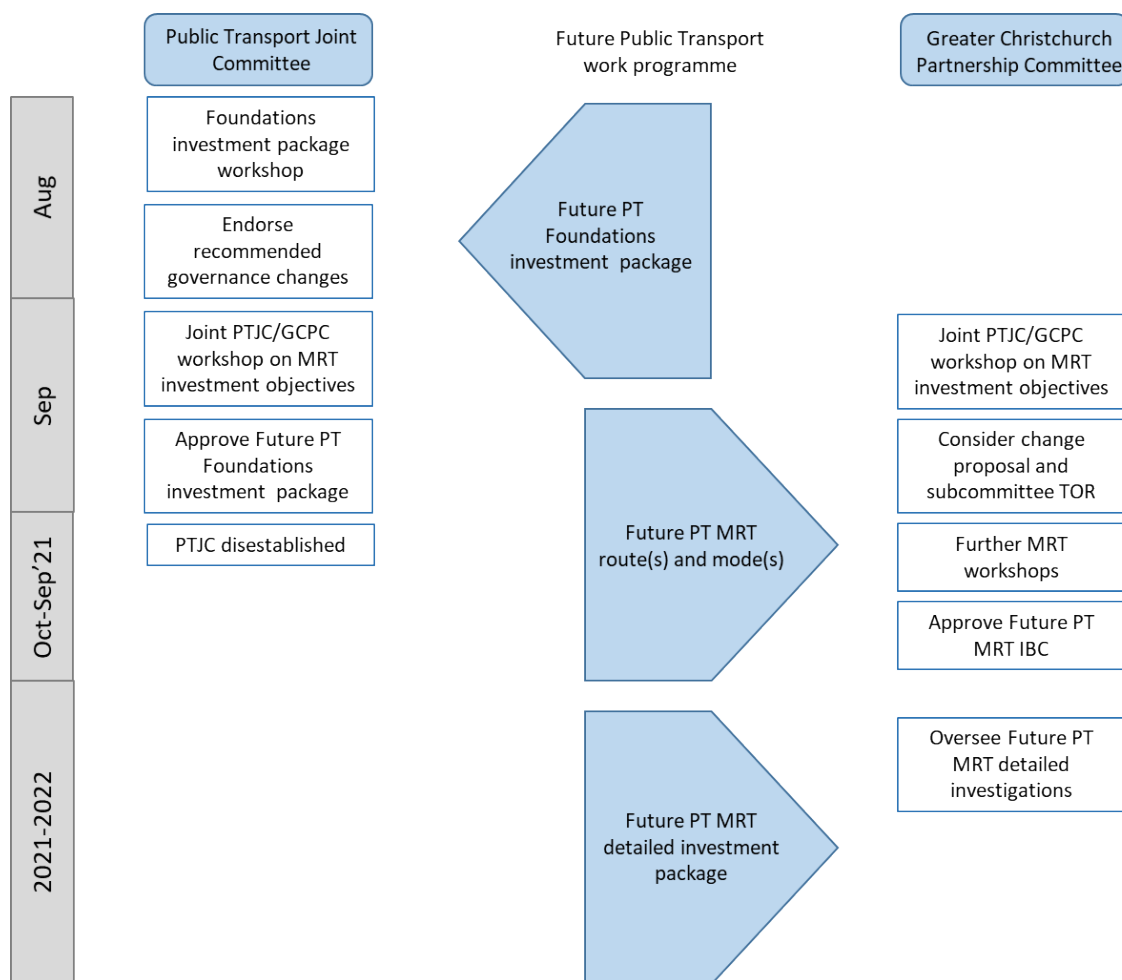 Public Transport Joint
Committee
Future Public Transport
work programme
Greater Christchurch
Partnership Committee
Aug
Foundations
investment package
workshop
Endorse
recommended
governance changes
Future PT
Foundations
investment package
Sep
Joint PTJC/GCPC
workshop on MRT
investment objectives
Approve Future PT
Foundations
investment package
Joint PTJC/GCPC
workshop on MRT
investment objectives
Consider change
proposal and
subcommittee TOR
Oct-Sep'21
PTJC disestablished
Future PT MRT
route(s) and mode(s)
Further MRT
workshops
Approve Future PT
MRT IBC
2021-2022
Future PT MRT
detailed investment
package
Oversee Future PT
MRT detailed
investigations